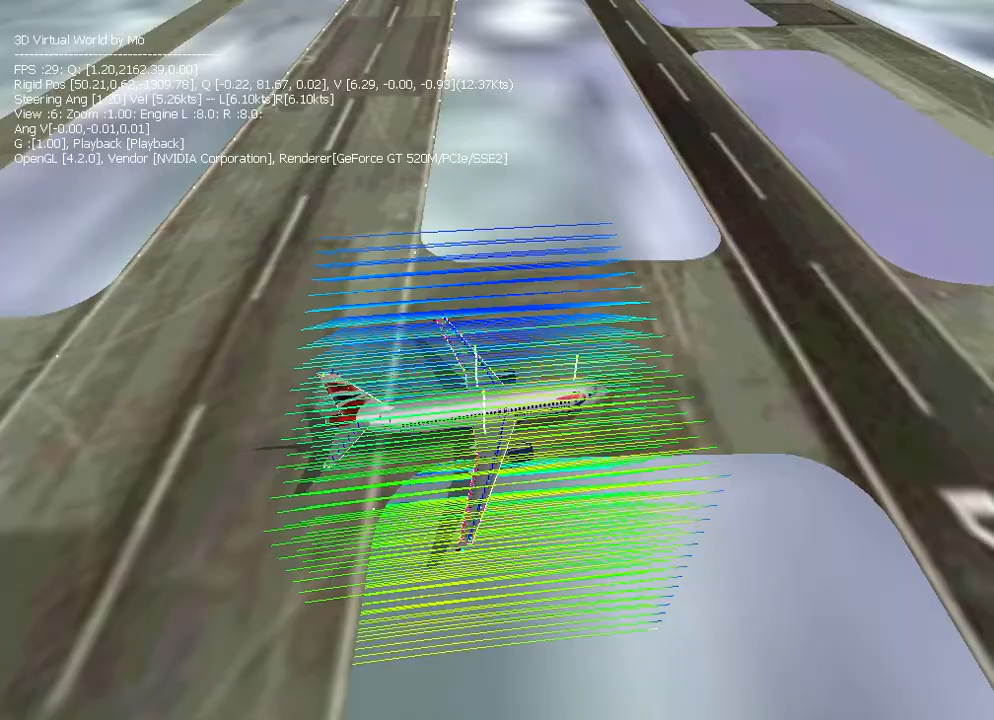 3D Virtual World by Mo
--------------------------------------------
FPS :29: Q: [1.20,2162.39,0.00]
Rigid Pos [50.21,0.62,-1309.78], Q [-0.22, 81.67, 0.02], V [6.29, -0.00, -0.93](12.37Kts)
Steering Ang [1.20] Vel [5.26kts] -- L[6.10kts]R[6.10kts]
View :6: Zoom :1.00: Engine L :8.0: R :8.0:
Ang V[-0.00,-0.01,0.01]
G :[1.00], Playback [Playback]
OpenGL [4.2.0], Vendor [NVIDIA Corporation], Renderer[GeForce GT 520M/PCIe/SSE2]